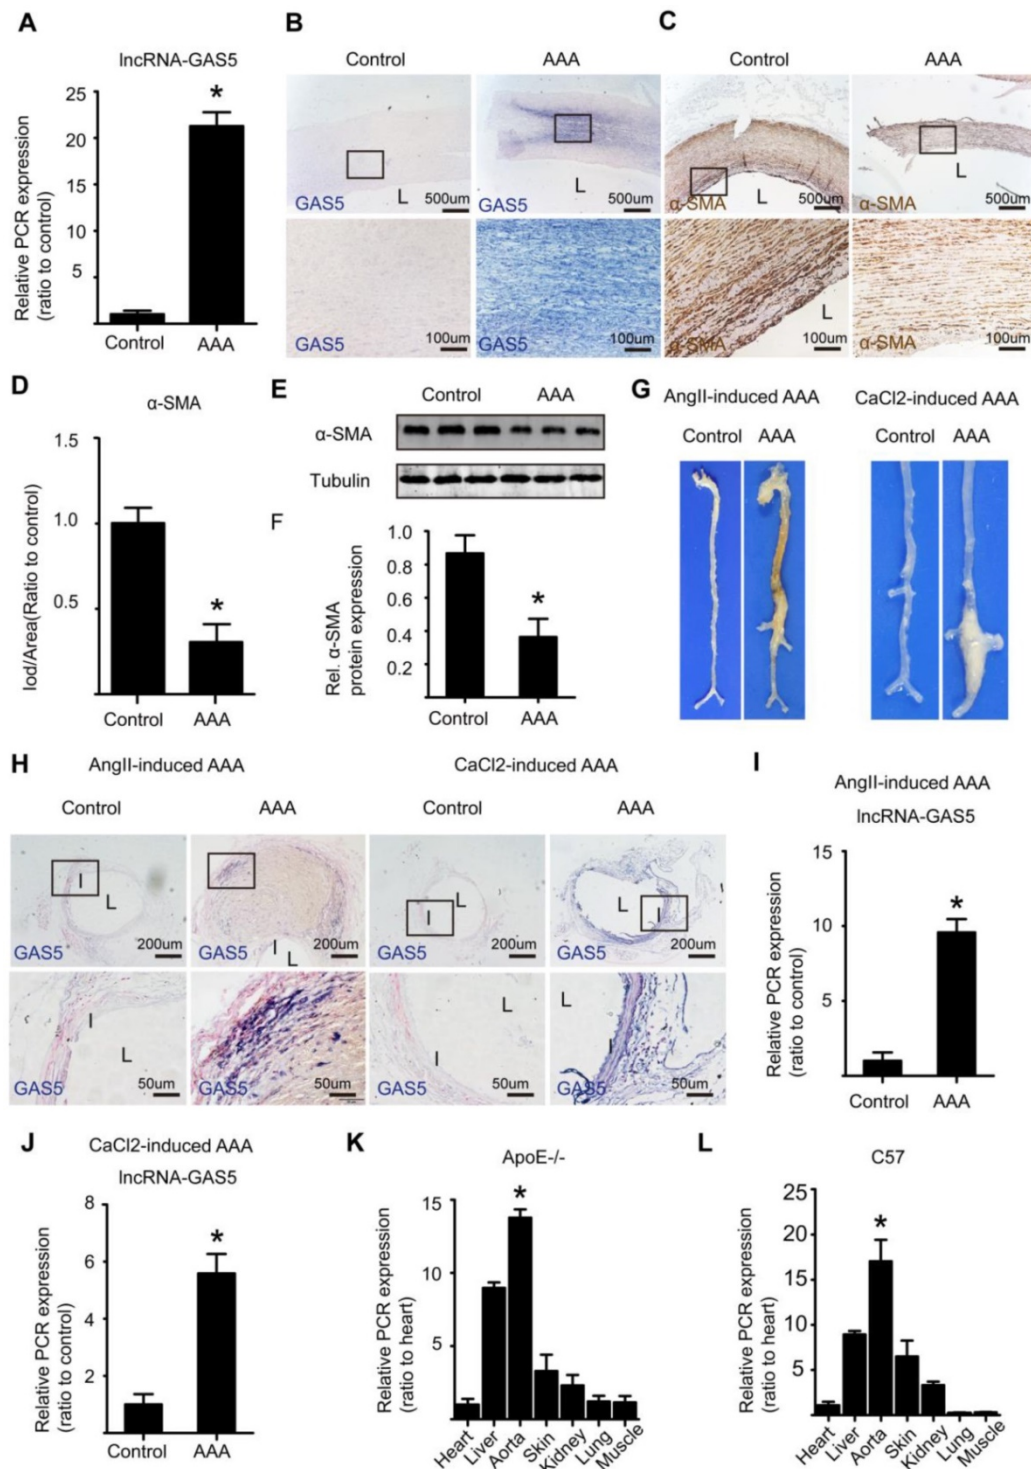 A
lncRNA-GAS5
Relative PCR expression
(ratio to control)
25
20
15
10
5
*
Control
AAA
B
Control
AAA
L
GAS5
500um
L
GAS5
500um
GAS5
100um
GAS5
100um
C
Control
AAA
L
α-SMA
500um
L
α-SMA
500um
L
α-SMA
100um
α-SMA
100um
D
α-SMA
Iod/Area(Ratio to control)
1.5
1.0
0.5
*
Control
AAA
E
Control
AAA
α-SMA
Tubulin
F
Rel. α-SMA
protein expression
1.0
0.8
0.6
0.4
0.2
0
*
Control
AAA
G
AngII-induced AAA
CaCl2-induced AAA
Control
AAA
Control
AAA
H
AngII-induced AAA
CaCl2-induced AAA
Control
AAA
Control
AAA
I
L
GAS5
200um
I
L
GAS5
200um
I
L
GAS5
200um
L
I
GAS5
200um
I
L
GAS5
50um
GAS5
50um
L
I
GAS5
50um
L
I
GAS5
50um
I
AngII-induced AAA
lncRNA-GAS5
Relative PCR expression
(ratio to control)
15
10
5
*
Control
AAA
J
CaCl2-induced AAA
lncRNA-GAS5
Relative PCR expression
(ratio to control)
8
6
4
2
*
Control
AAA
K
ApoE-/-
Relative PCR expression
(ratio to heart)
15
10
5
*
Heart
Liver
Aorta
Skin
Kidney
Lung
Muscle
L
C57
Relative PCR expression
(ratio to heart)
25
20
15
10
5
*
Heart
Liver
Aorta
Skin
Kidney
Lung
Muscle